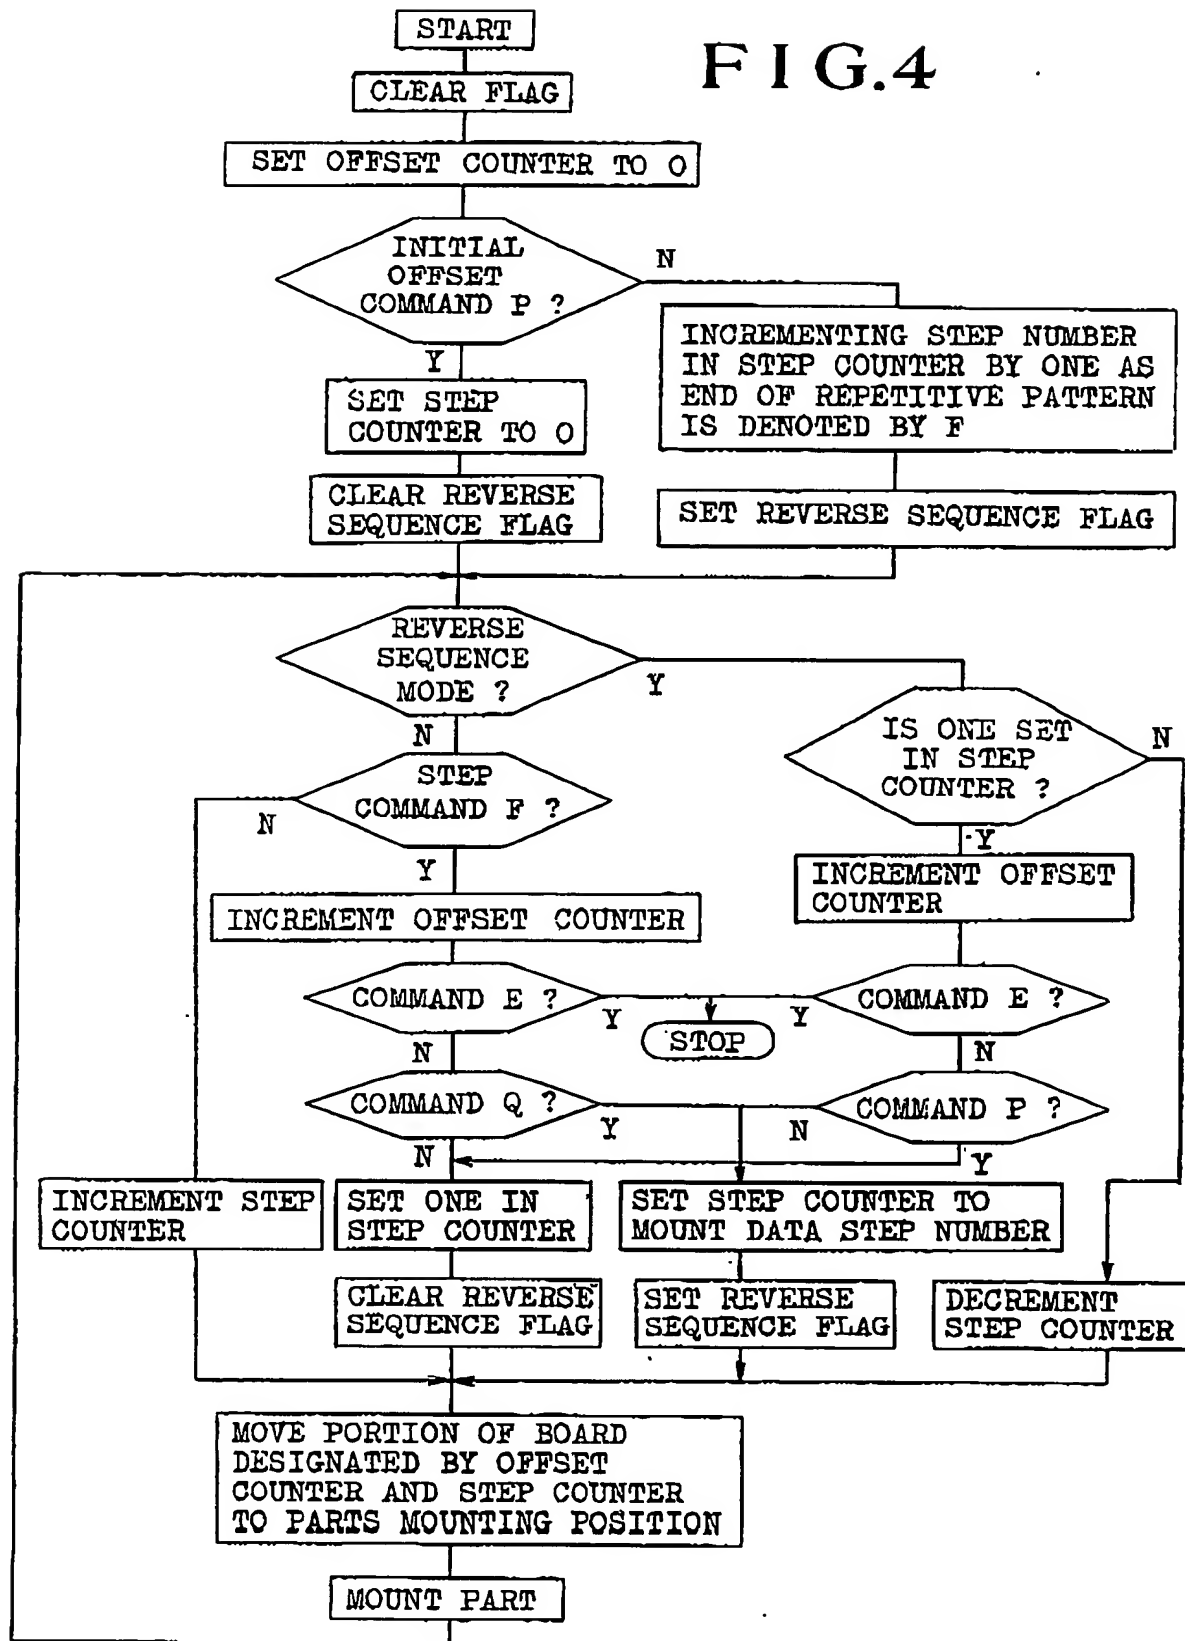 START
FIG.4
CLEAR FLAG
SET OFFSET COUNTER TO 0
INITIAL
OFFSET
COMMAND P ?
N
Y
INCREMENTING STEP NUMBER
IN STEP COUNTER BY ONE AS
END OF REPETITIVE PATTERN
IS DENOTED BY F
SET STEP
COUNTER TO 0
CLEAR REVERSE
SEQUENCE FLAG
SET REVERSE SEQUENCE FLAG
REVERSE
SEQUENCE
MODE ?
Y
N
IS ONE SET
IN STEP
COUNTER ?
N
Y
STEP
COMMAND F ?
N
Y
INCREMENT OFFSET
COUNTER
INCREMENT OFFSET COUNTER
COMMAND E ?
Y
N
STOP
COMMAND E ?
Y
N
COMMAND Q ?
Y
N
COMMAND P ?
N
Y
INCREMENT STEP
COUNTER
SET ONE IN
STEP COUNTER
SET STEP COUNTER TO
MOUNT DATA STEP NUMBER
CLEAR REVERSE
SEQUENCE FLAG
SET REVERSE
SEQUENCE FLAG
DECREMENT
STEP COUNTER
MOVE PORTION OF BOARD
DESIGNATED BY OFFSET
COUNTER AND STEP COUNTER
TO PARTS MOUNTING POSITION
MOUNT PART